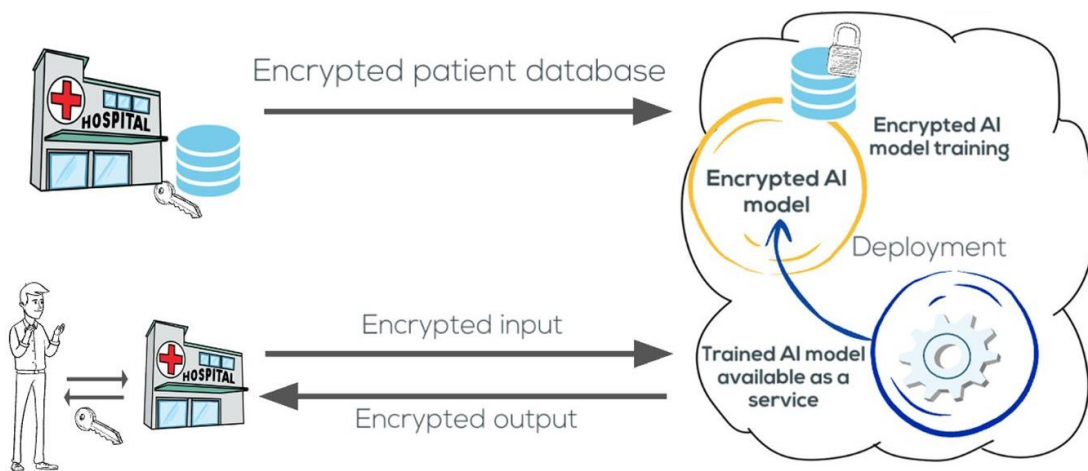 Encrypted patient database
HOSPITAL
Encrypted AI
model training
Encrypted AI
model
Deployment
Encrypted input
HOSPITAL
Trained AI model
available as a
service
Encrypted output